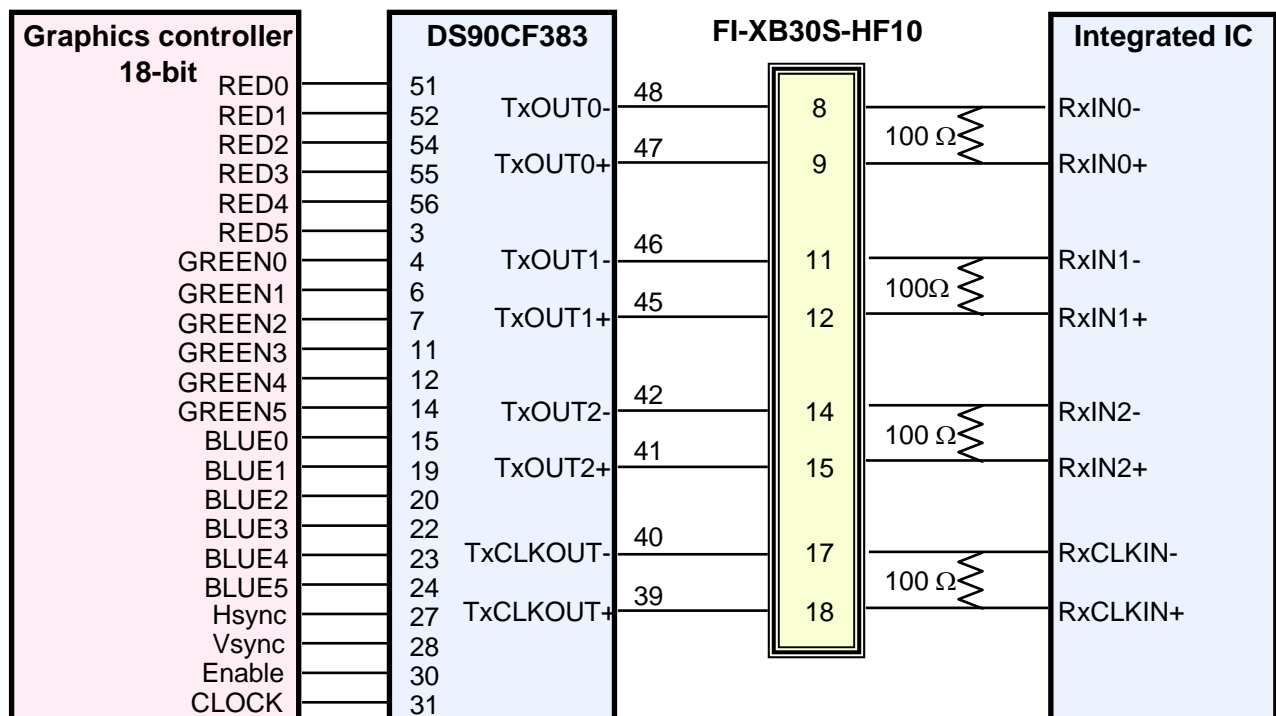 Graphics controller
18-bit
DS90CF383
FI-XB30S-HF10
Integrated IC
RED0 51
RED1 52
RED2 54
RED3 55
RED4 56
RED5 3
GREEN0 4
GREEN1 6
GREEN2 7
GREEN3 11
GREEN4 12
GREEN5 14
BLUE0 15
BLUE1 19
BLUE2 20
BLUE3 22
BLUE4 23
BLUE5 24
Hsync 27
Vsync 28
Enable 30
CLOCK 31
TxOUT0- 48 8 RxIN0-
100 Ω
TxOUT0+ 47 9 RxIN0+
TxOUT1- 46 11 RxIN1-
100Ω
TxOUT1+ 45 12 RxIN1+
TxOUT2- 42 14 RxIN2-
100 Ω
TxOUT2+ 41 15 RxIN2+
TxCLKOUT- 40 17 RxCLKIN-
100 Ω
TxCLKOUT+ 39 18 RxCLKIN+